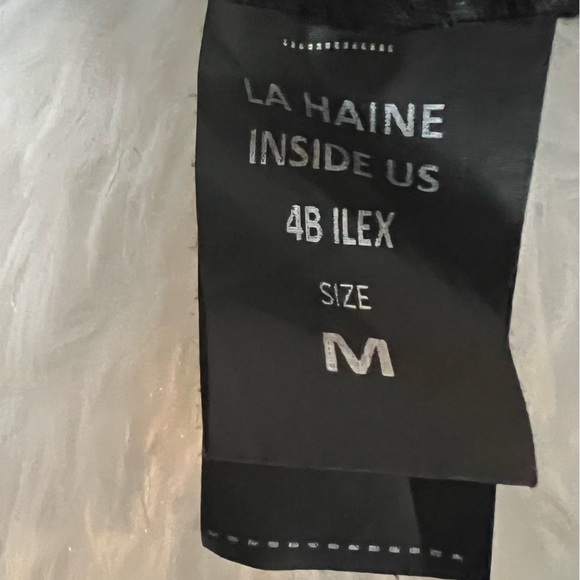 LA HAINE
INSIDE US
4B ILEX
SIZE
M